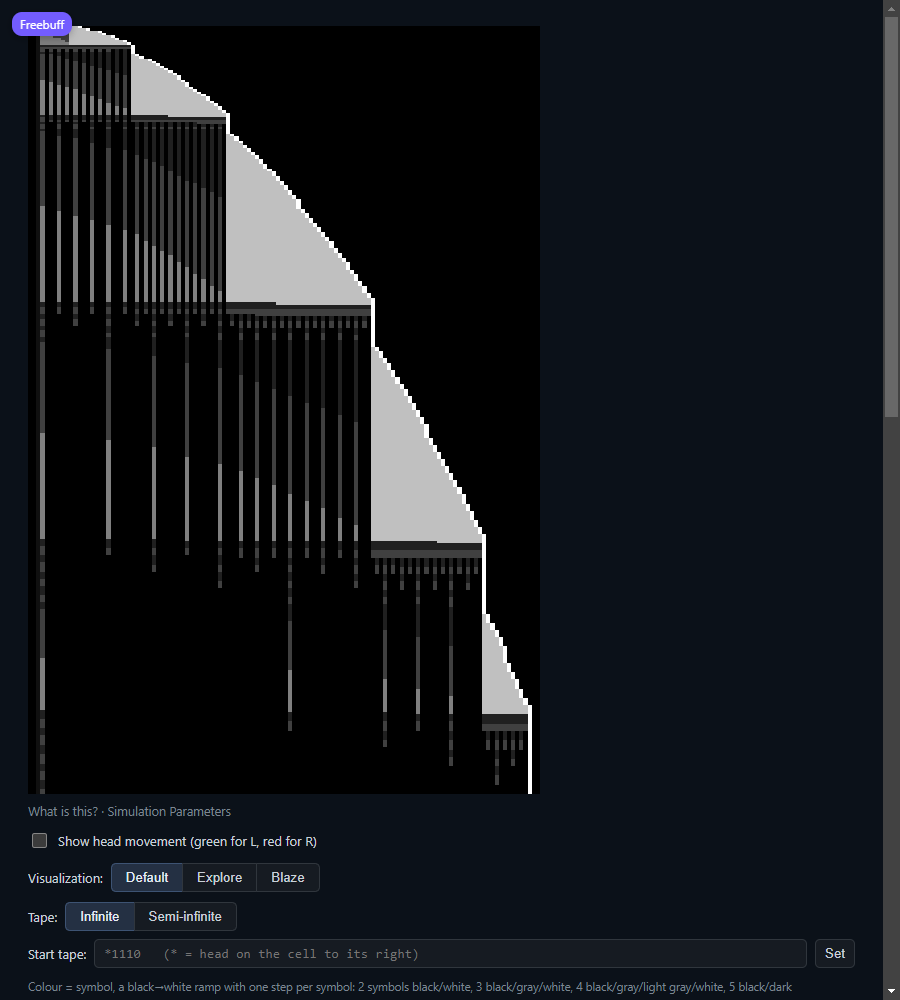 Freebuff
What is this? · Simulation Parameters
Show head movement (green for L, red for R)
Visualization: Default Explore Blaze
Tape: Infinite Semi-infinite
Start tape: *1110 (* = head on the cell to its right) Set
Colour = symbol, a black→white ramp with one step per symbol: 2 symbols black/white, 3 black/gray/white, 4 black/gray/light gray/white, 5 black/dark